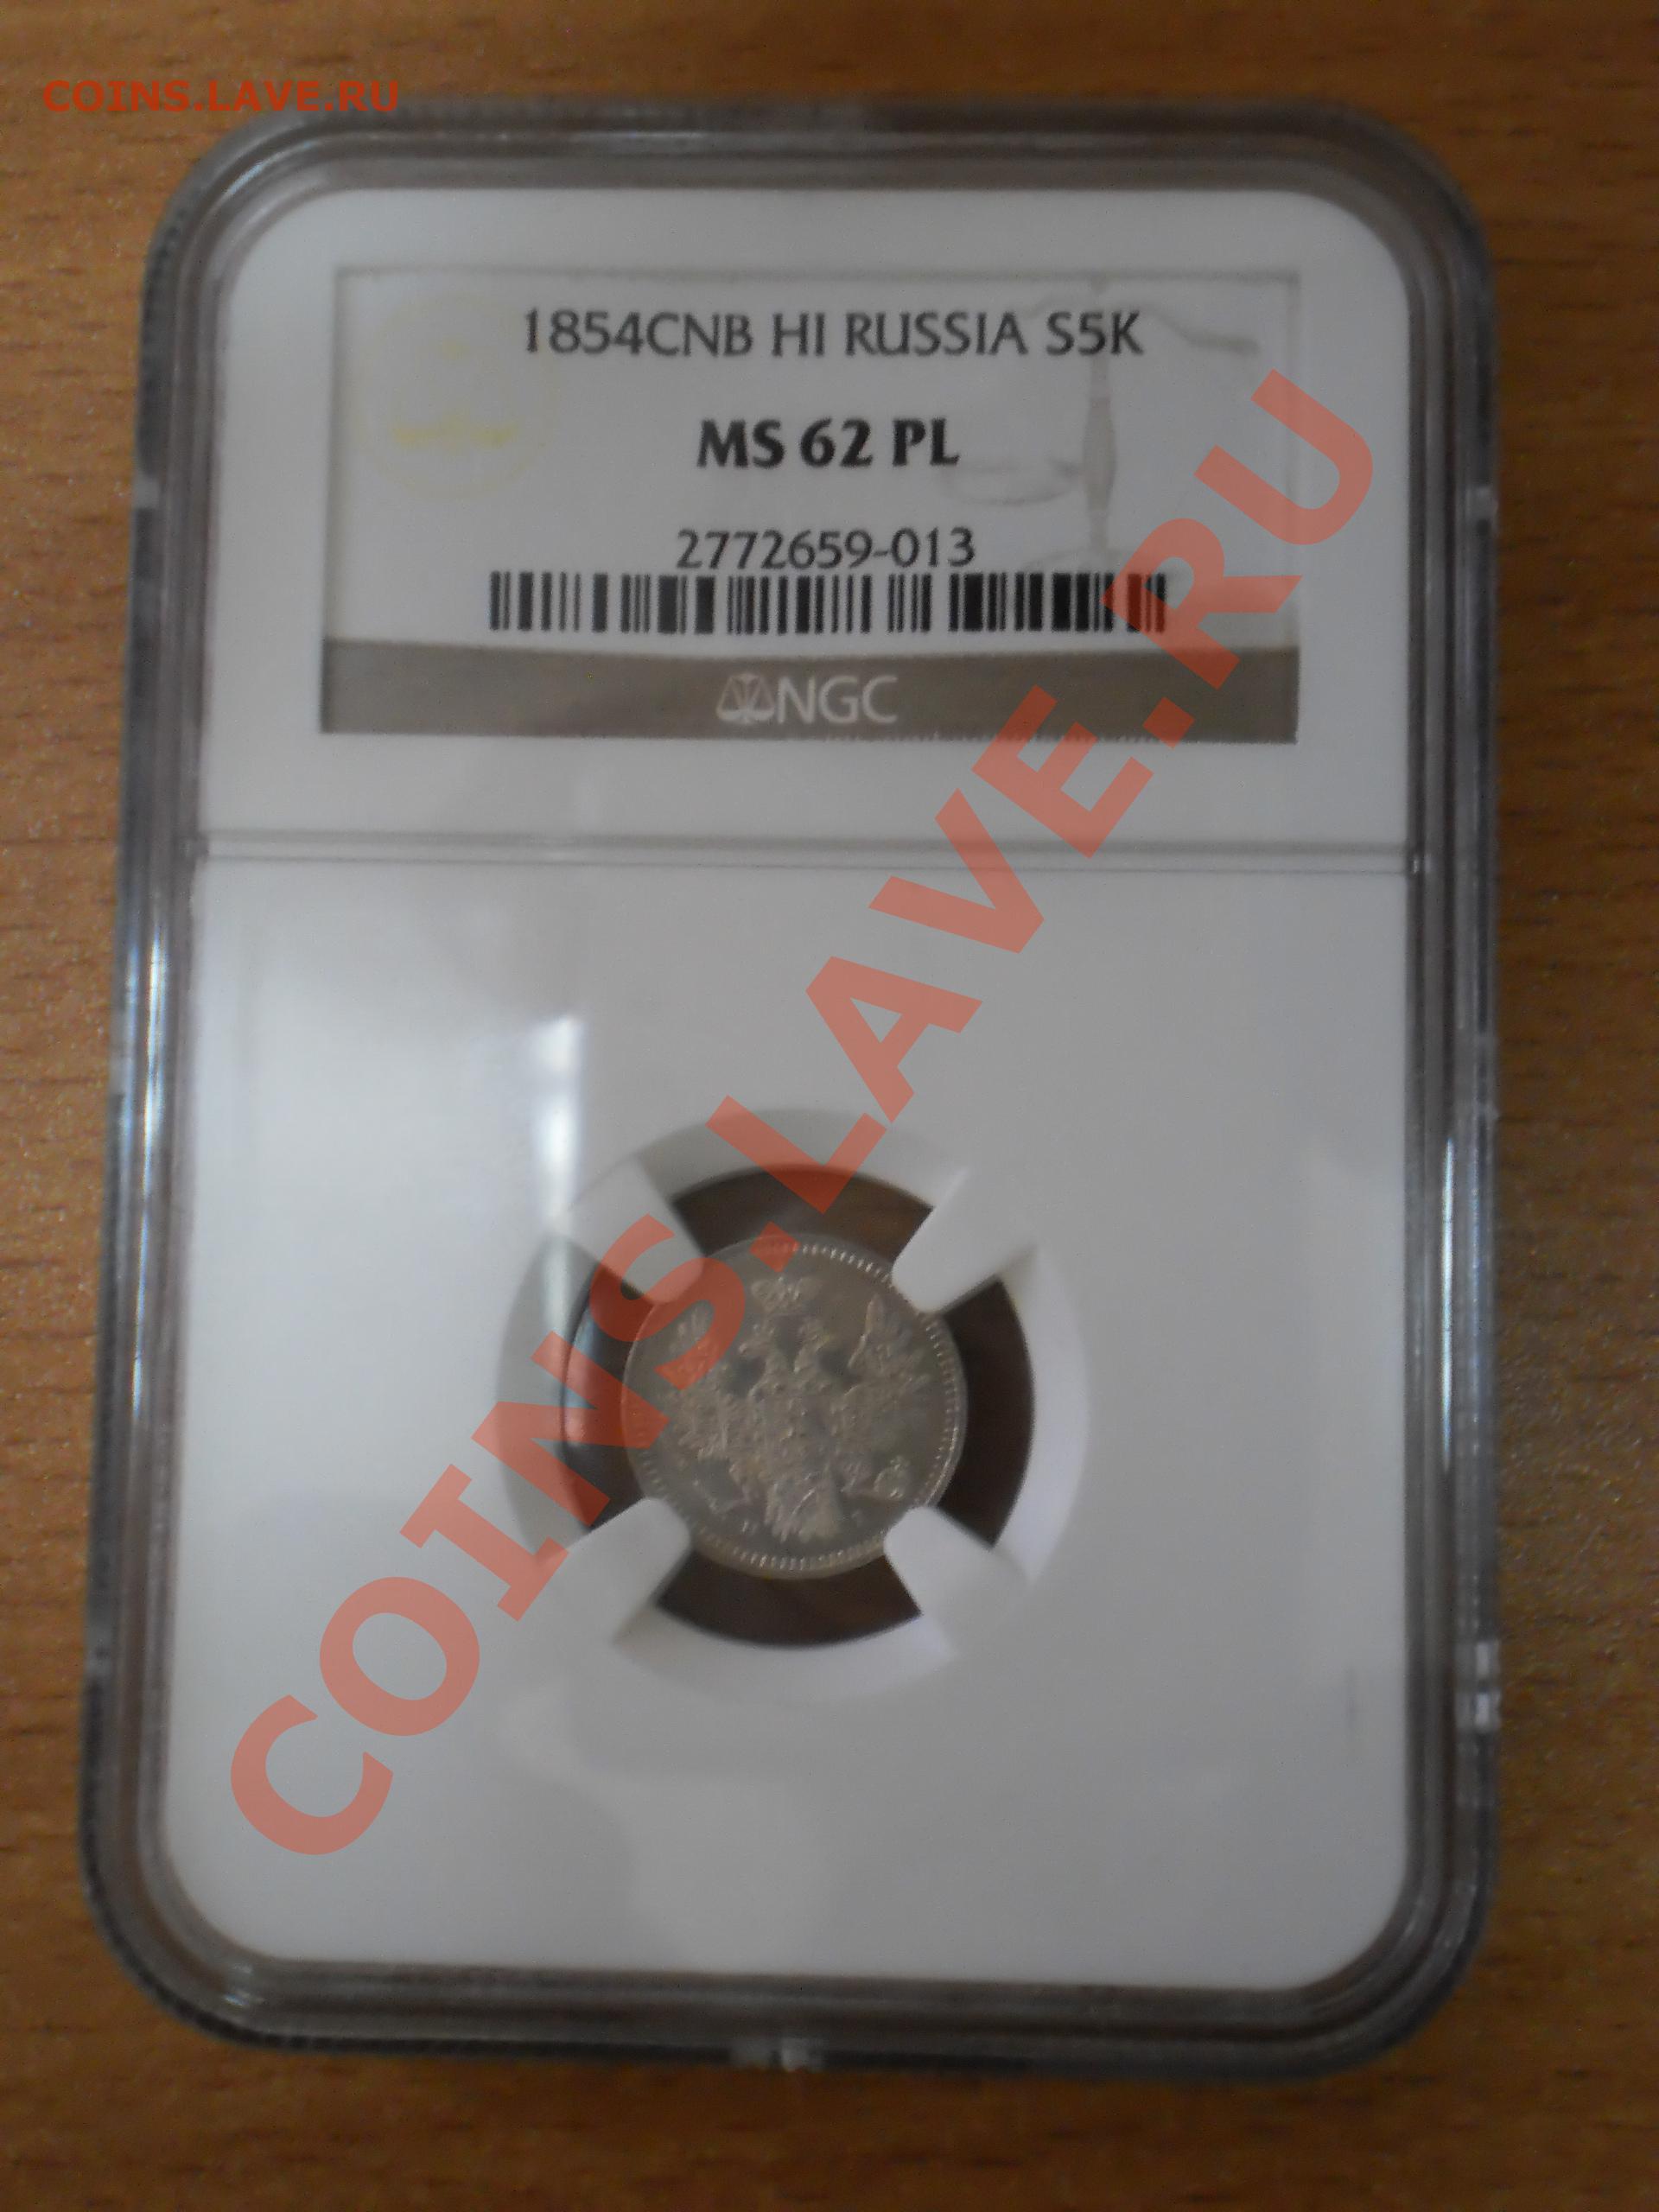 COINS.LAVE.RU
1854CNB HI RUSSIA S5K
MS 62 PL
2772659-013
NGC
COINS.LAVE.RU